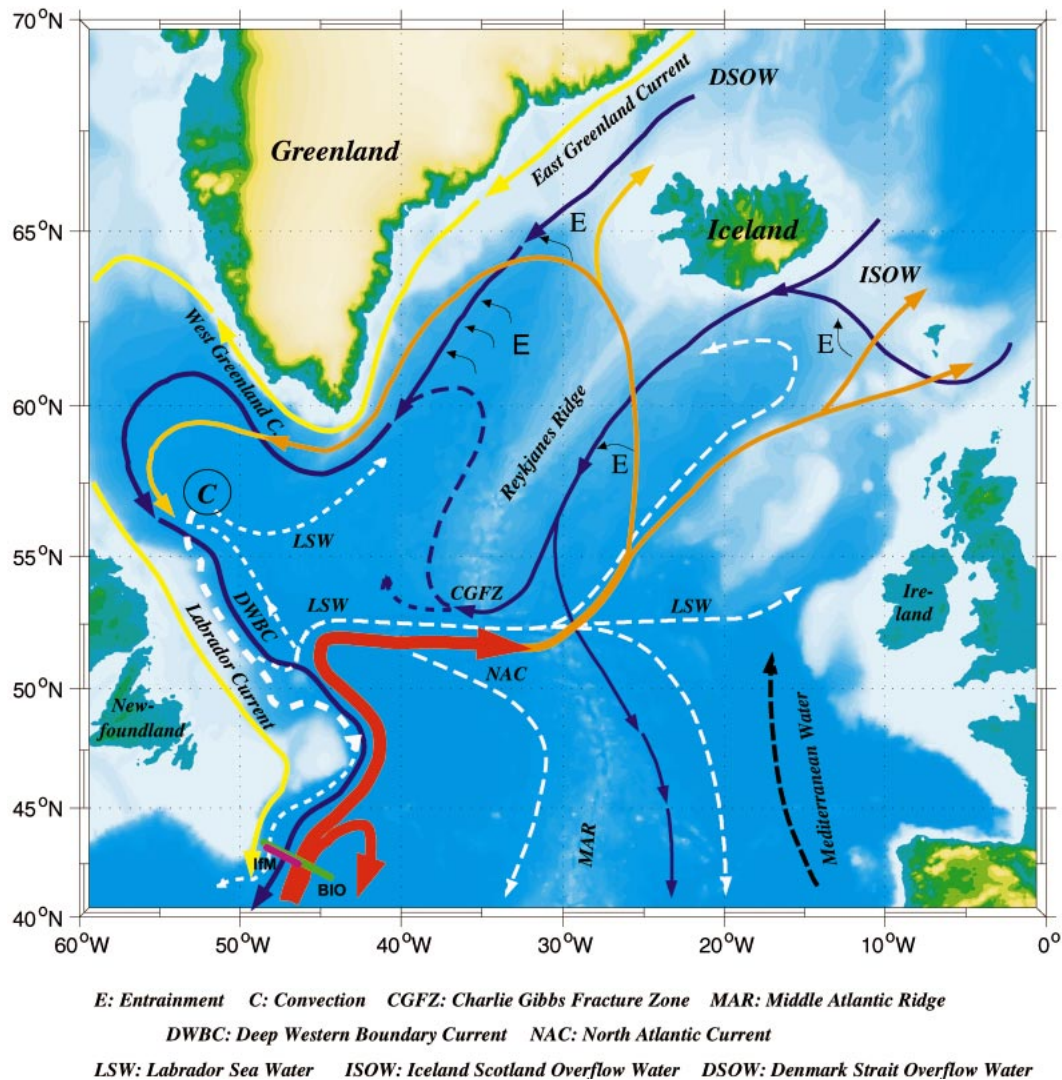 70°N
DSOW
East Greenland Current
Greenland
E
65°N
Iceland
ISOW
West Greenland C.
E
E
60°N
Reykjanes Ridge
E
C
LSW
55°N
CGFZ
Ire-
land
LSW
LSW
DWBC
Labrador Current
NAC
50°N
New-
foundland
Mediterranean Water
45°N
MAR
IfM
BIO
40°N
60°W 50°W 40°W 30°W 20°W 10°W 0°
E: Entrainment C: Convection CGFZ: Charlie Gibbs Fracture Zone MAR: Middle Atlantic Ridge
DWBC: Deep Western Boundary Current NAC: North Atlantic Current
LSW: Labrador Sea Water ISOW: Iceland Scotland Overflow Water DSOW: Denmark Strait Overflow Water